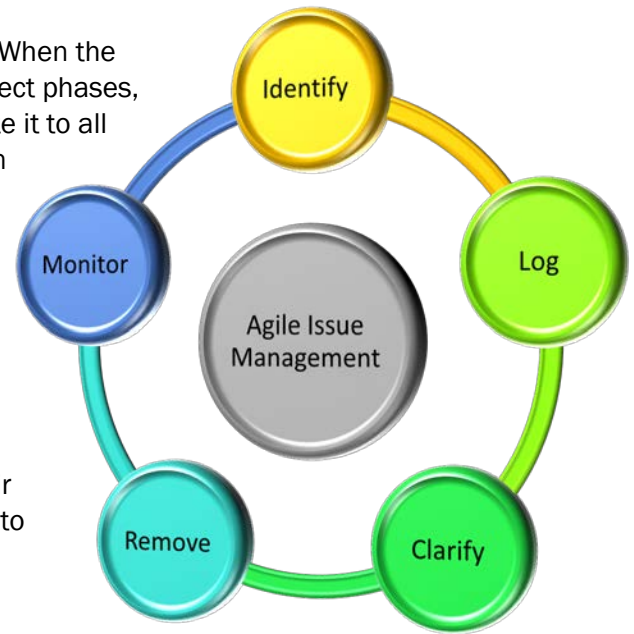 When the
ect phases,
e it to all
n
r
to
Identify
Log
Clarify
Remove
Monitor
Agile Issue
Management